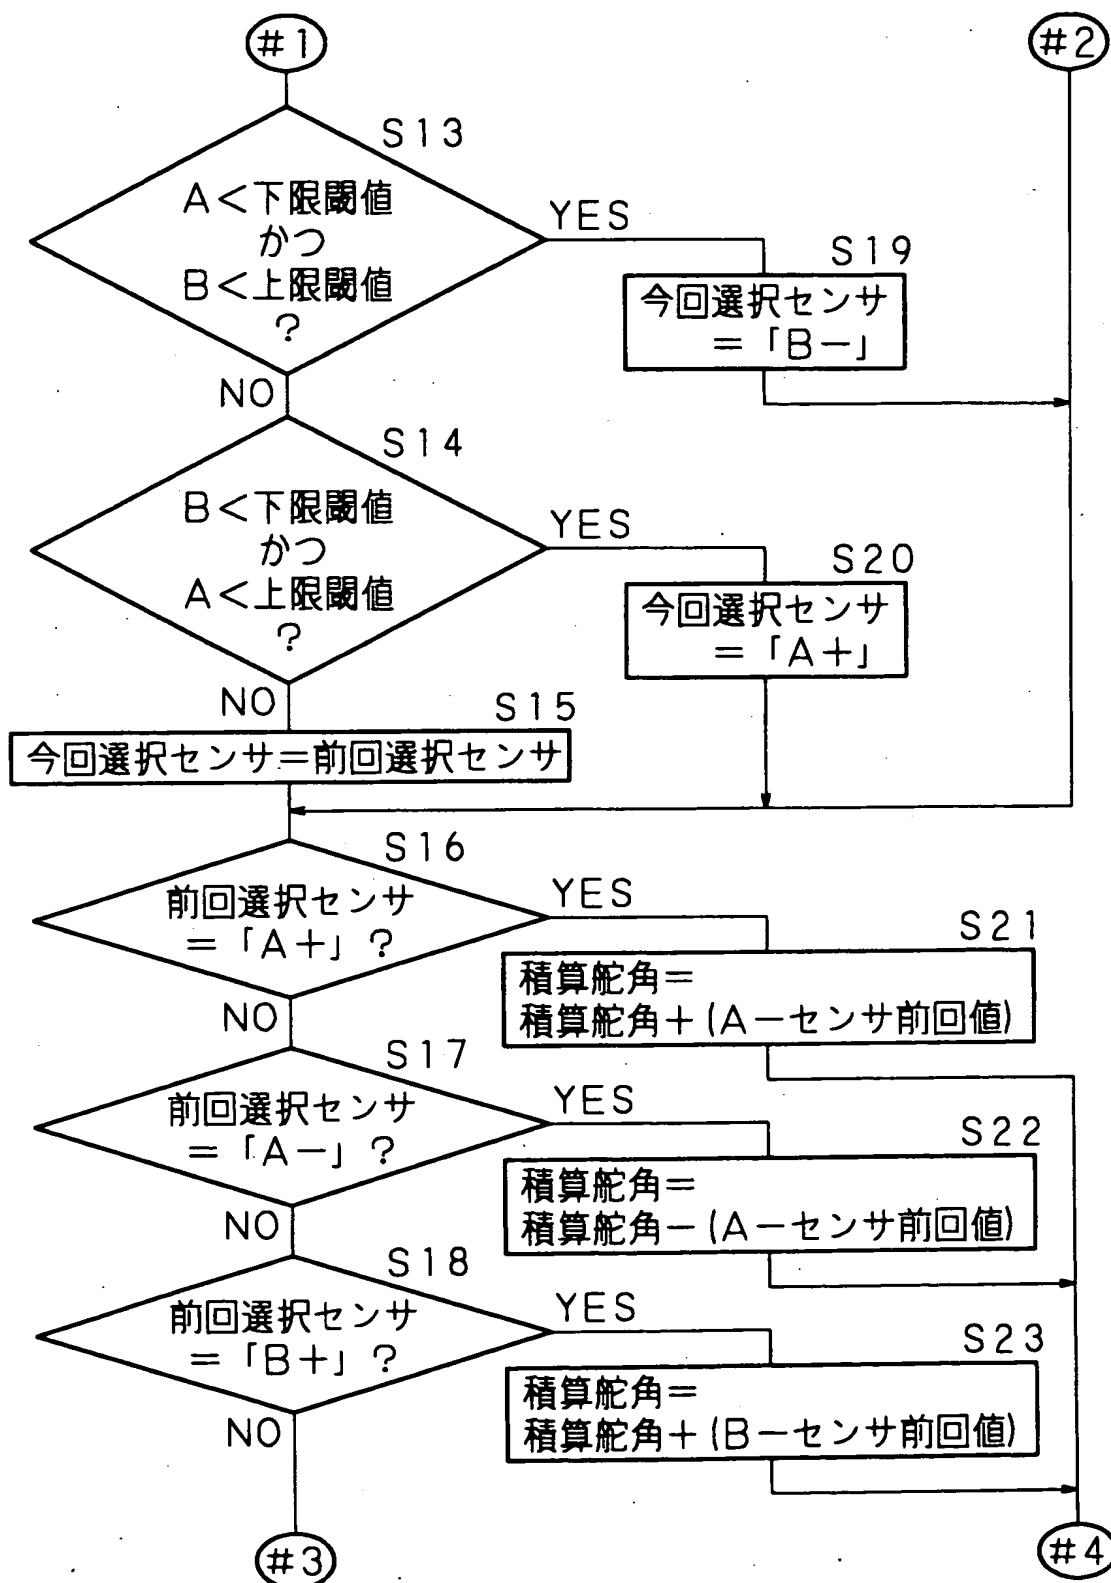 #1
#2
S13
A<下限閾値
かつ
B<上限閾値
?
YES
S19
今回選択センサ
=「B-」
NO
S14
B<下限閾値
かつ
A<上限閾値
?
YES
S20
今回選択センサ
=「A+」
NO
S15
今回選択センサ=前回選択センサ
S16
前回選択センサ
=「A+」?
YES
S21
積算舵角=
積算舵角+(A-センサ前回値)
NO
S17
前回選択センサ
=「A-」?
YES
S22
積算舵角=
積算舵角-(A-センサ前回値)
NO
S18
前回選択センサ
=「B+」?
YES
S23
積算舵角=
積算舵角+(B-センサ前回値)
NO
#3
#4